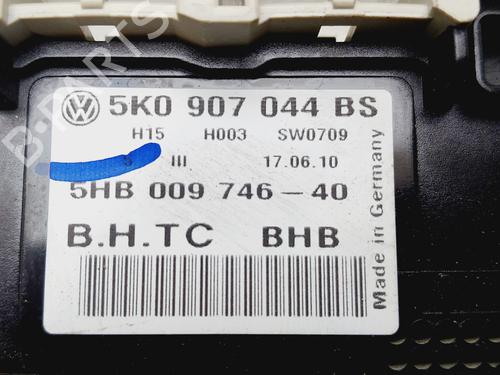 5K0 907 044 BS
H15 H003 SW0709
III 17.06.10
5HB 009 746-40
B.H.TC BHB
Made in Germany
B-PARTS